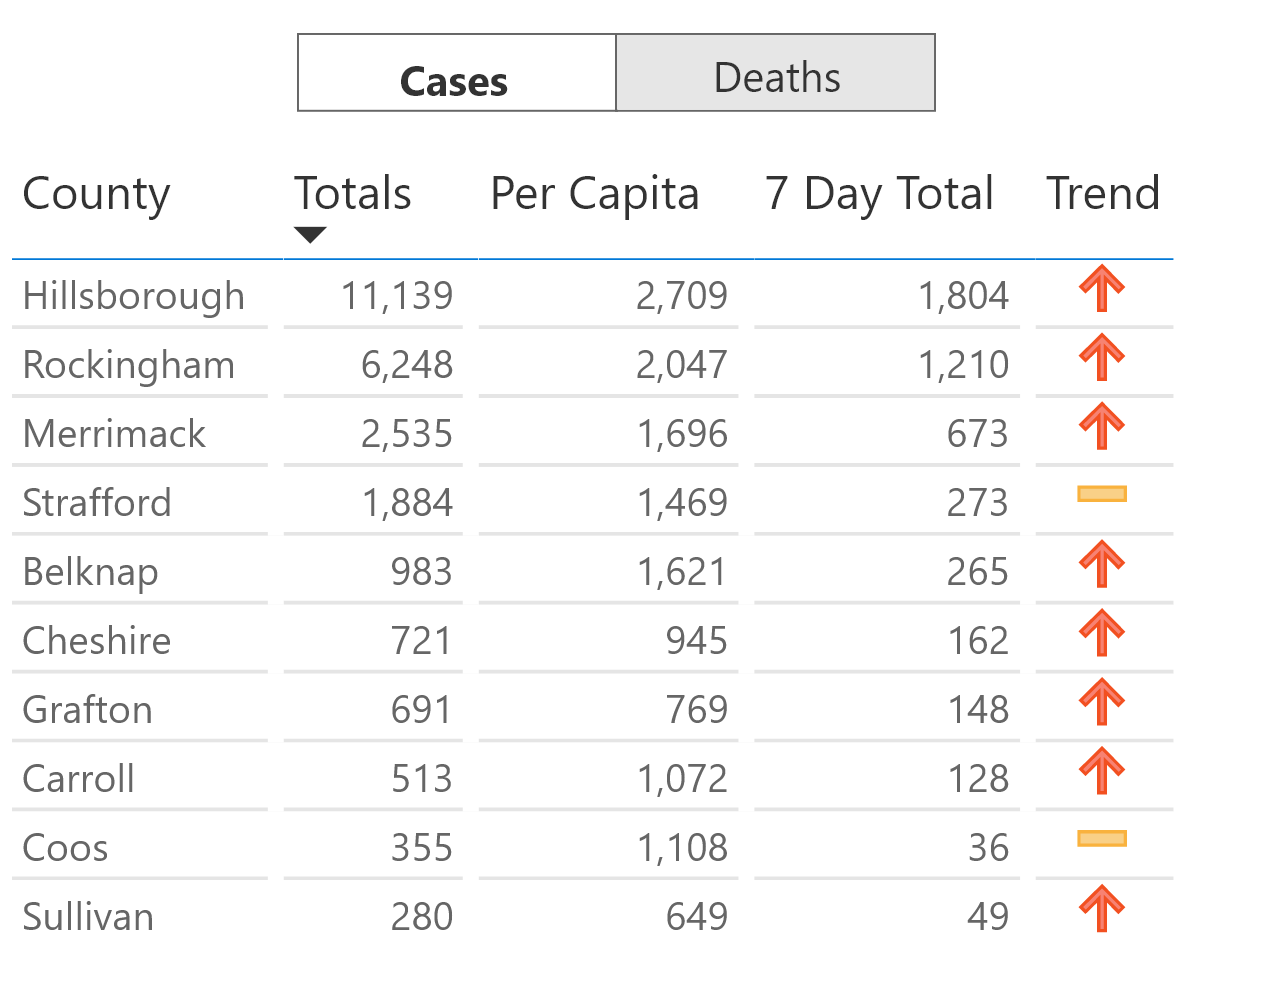 Cases Deaths
County Totals Per Capita 7 Day Total Trend
Hillsborough 11,139 2,709 1,804
Rockingham 6,248 2,047 1,210
Merrimack 2,535 1,696 673
Strafford 1,884 1,469 273
Belknap 983 1,621 265
Cheshire 721 945 162
Grafton 691 769 148
Carroll 513 1,072 128
Coos 355 1,108 36
Sullivan 280 649 49